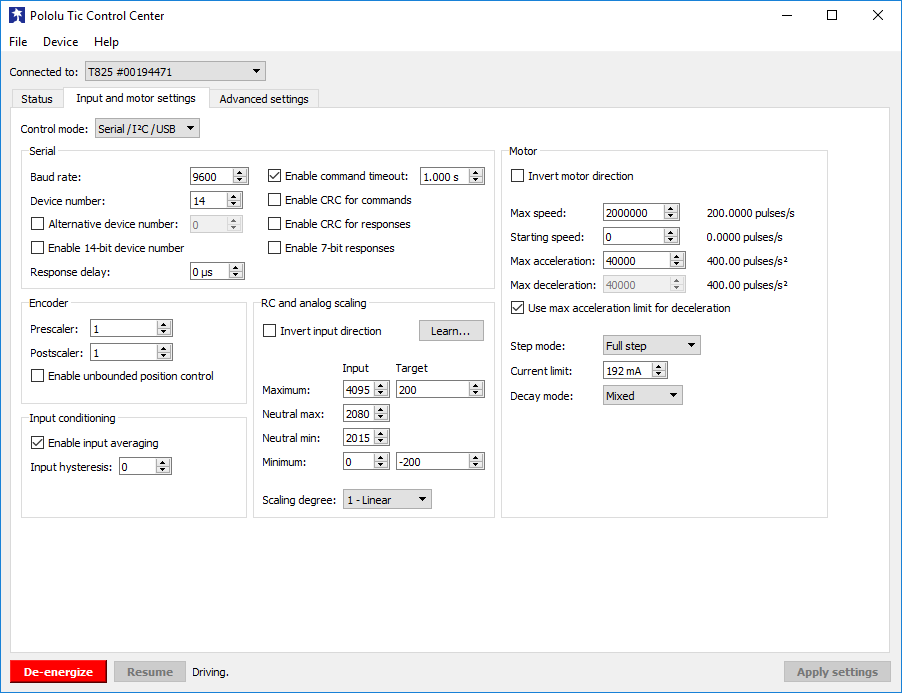 Pololu Tic Control Center
File Device Help
Connected to: T825 #00194471
Status Input and motor settings Advanced settings
Control mode: Serial / I²C / USB
Serial
Baud rate: 9600
Device number: 14
Alternative device number: 0
Enable 14-bit device number
Response delay: 0 µs
Enable command timeout: 1.000 s
Enable CRC for commands
Enable CRC for responses
Enable 7-bit responses
Encoder
Prescaler: 1
Postscaler: 1
Enable unbounded position control
Input conditioning
Enable input averaging
Input hysteresis: 0
RC and analog scaling
Invert input direction Learn...
Input Target
Maximum: 4095 200
Neutral max: 2080
Neutral min: 2015
Minimum: 0 -200
Scaling degree: 1 - Linear
Motor
Invert motor direction
Max speed: 2000000 200.0000 pulses/s
Starting speed: 0 0.0000 pulses/s
Max acceleration: 40000 400.00 pulses/s²
Max deceleration: 40000 400.00 pulses/s²
Use max acceleration limit for deceleration
Step mode: Full step
Current limit: 192 mA
Decay mode: Mixed
De-energize Resume Driving. Apply settings